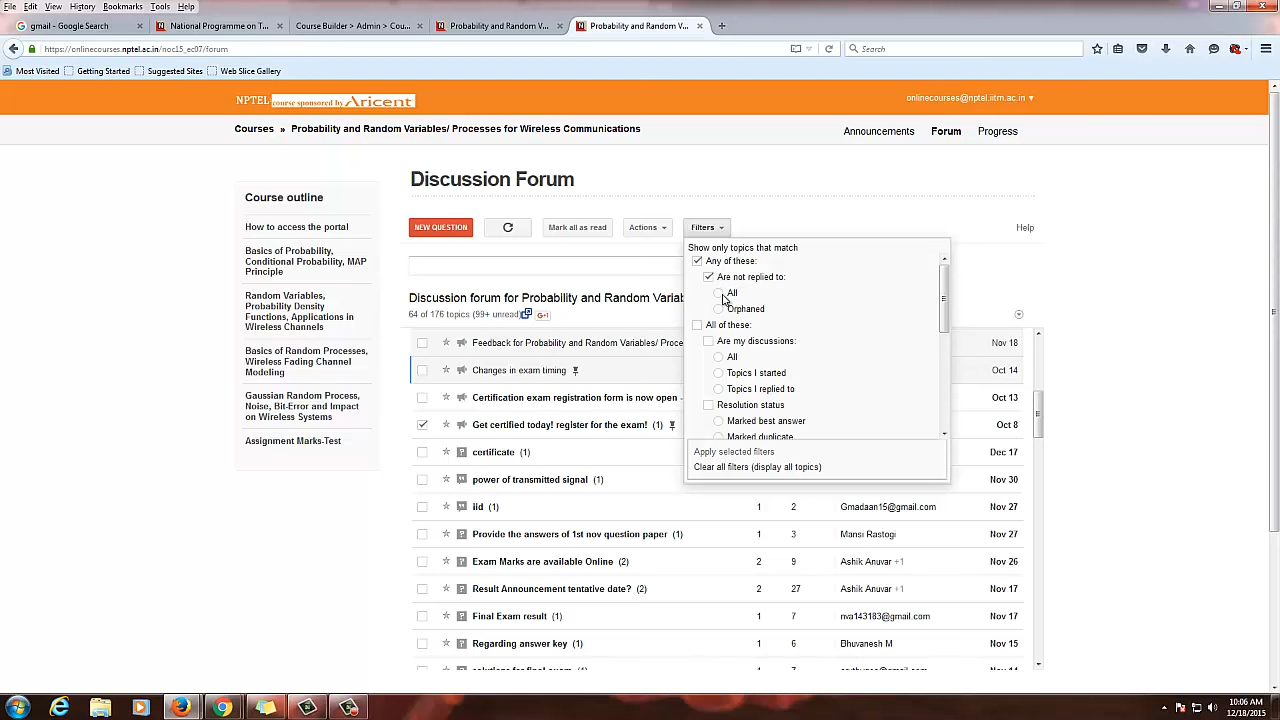 File Edit View History Bookmarks Tools Help
gmail - Google Search
National Programme on T...
Course Builder > Admin > Cou...
Probability and Random V...
Probability and Random V...
https://onlinecourses.nptel.ac.in/noc15_ec07/forum
Search
Most Visited Getting Started Suggested Sites Web Slice Gallery
NPTEL course sponsored by Aricent
onlinecourses@nptel.iitm.ac.in
Courses » Probability and Random Variables/ Processes for Wireless Communications
Announcements Forum Progress
Course outline
How to access the portal
Basics of Probability,
Conditional Probability, MAP
Principle
Random Variables,
Probability Density
Functions, Applications in
Wireless Channels
Basics of Random Processes,
Wireless Fading Channel
Modeling
Gaussian Random Process,
Noise, Bit-Error and Impact
on Wireless Systems
Assignment Marks-Test
Discussion Forum
NEW QUESTION Mark all as read Actions Filters Help
Show only topics that match
Any of these:
Are not replied to:
All
Orphaned
All of these:
Are my discussions:
All
Topics I started
Topics I replied to
Resolution status
Marked best answer
Marked duplicate
Apply selected filters
Clear all filters (display all topics)
Discussion forum for Probability and Random Variab
64 of 176 topics (99+ unread) G+1
Feedback for Probability and Random Variables/ Proce Nov 18
Changes in exam timing Oct 14
Certification exam registration form is now open - Oct 13
Get certified today! register for the exam! (1) Oct 8
certificate (1) Dec 17
power of transmitted signal (1) Nov 30
iid (1) 1 2 Gmadaan15@gmail.com Nov 27
Provide the answers of 1st nov question paper (1) 1 3 Mansi Rastogi Nov 27
Exam Marks are available Online (2) 2 9 Ashik Anuvar +1 Nov 26
Result Announcement tentative date? (2) 2 27 Ashik Anuvar +1 Nov 17
Final Exam result (1) 1 7 nva143183@gmail.com Nov 17
Regarding answer key (1) 1 6 Bhuvanesh M Nov 15
10:06 AM
12/18/2015